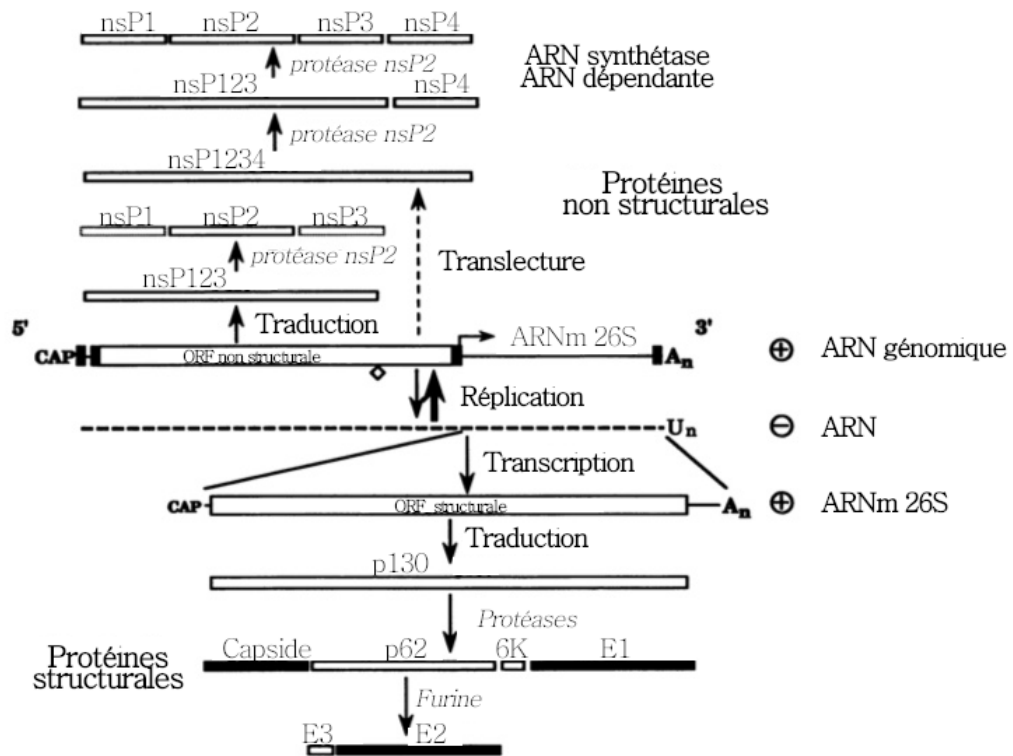 nsP1 nsP2 nsP3 nsP4
protéase nsP2
ARN synthétase
ARN dépendante
nsP123 nsP4
protéase nsP2
nsP1234
Protéines
non structurales
nsP1 nsP2 nsP3
protéase nsP2
Translecture
nsP123
Traduction
5' ARNm 26S 3'
CAP ORF non structurale An ⊕ ARN génomique
Réplication
Un ⊖ ARN
Transcription
CAP ORF structurale An ⊕ ARNm 26S
Traduction
p130
Protéases
Protéines
structurales
Capside p62 6K E1
Furine
E3 E2